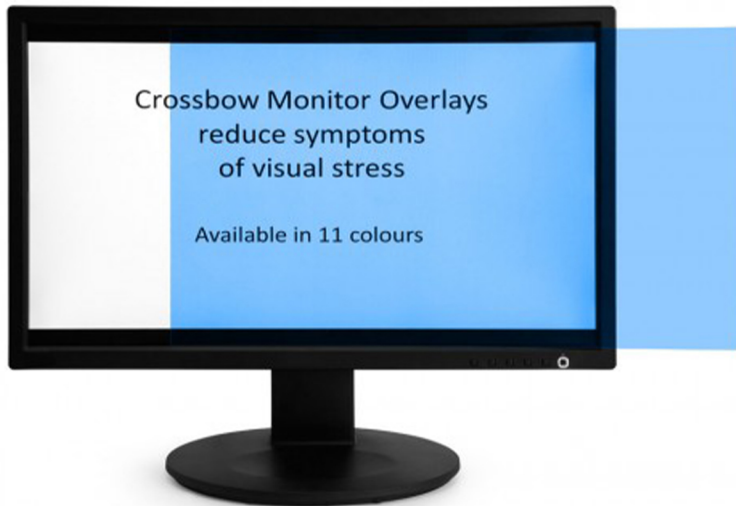 Crossbow Monitor Overlays
reduce symptoms
of visual stress
Available in 11 colours